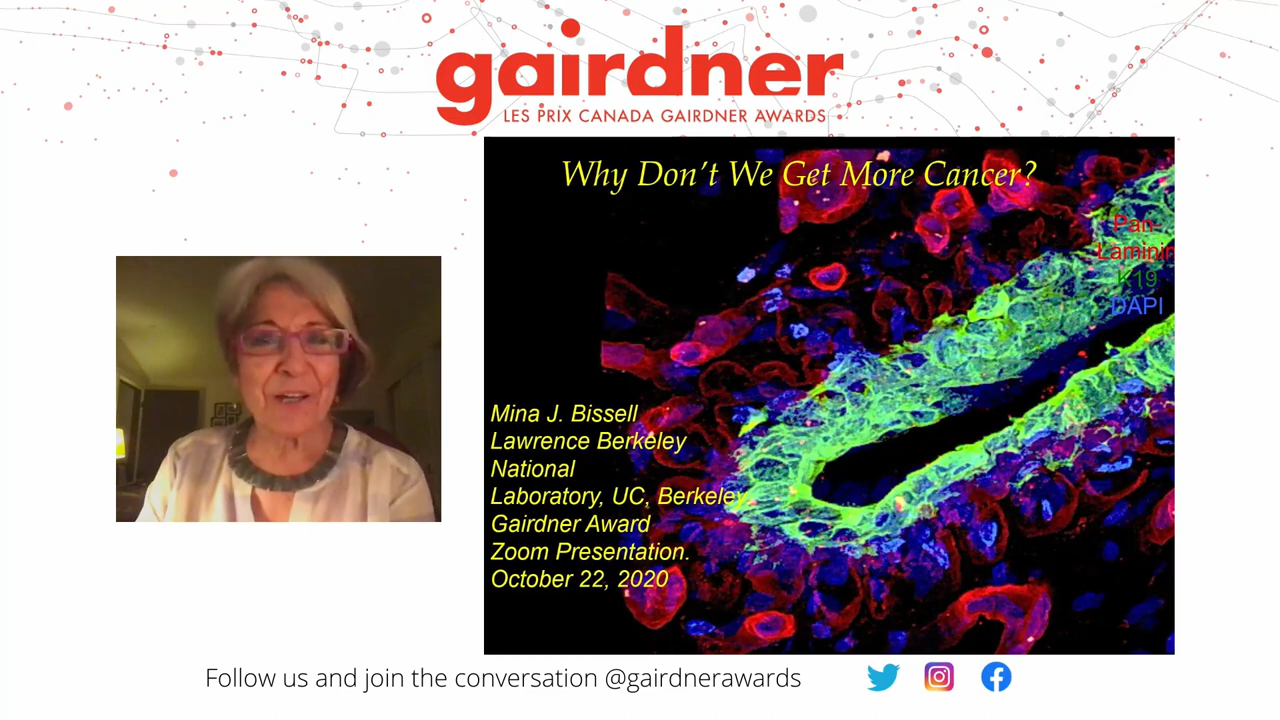 gairdner
LES PRIX CANADA GAIRDNER AWARDS
Why Don't We Get More Cancer?
Pan-
Laminin
K19
DAPI
Mina J. Bissell
Lawrence Berkeley
National
Laboratory, UC, Berkeley
Gairdner Award
Zoom Presentation.
October 22, 2020
Follow us and join the conversation @gairdnerawards